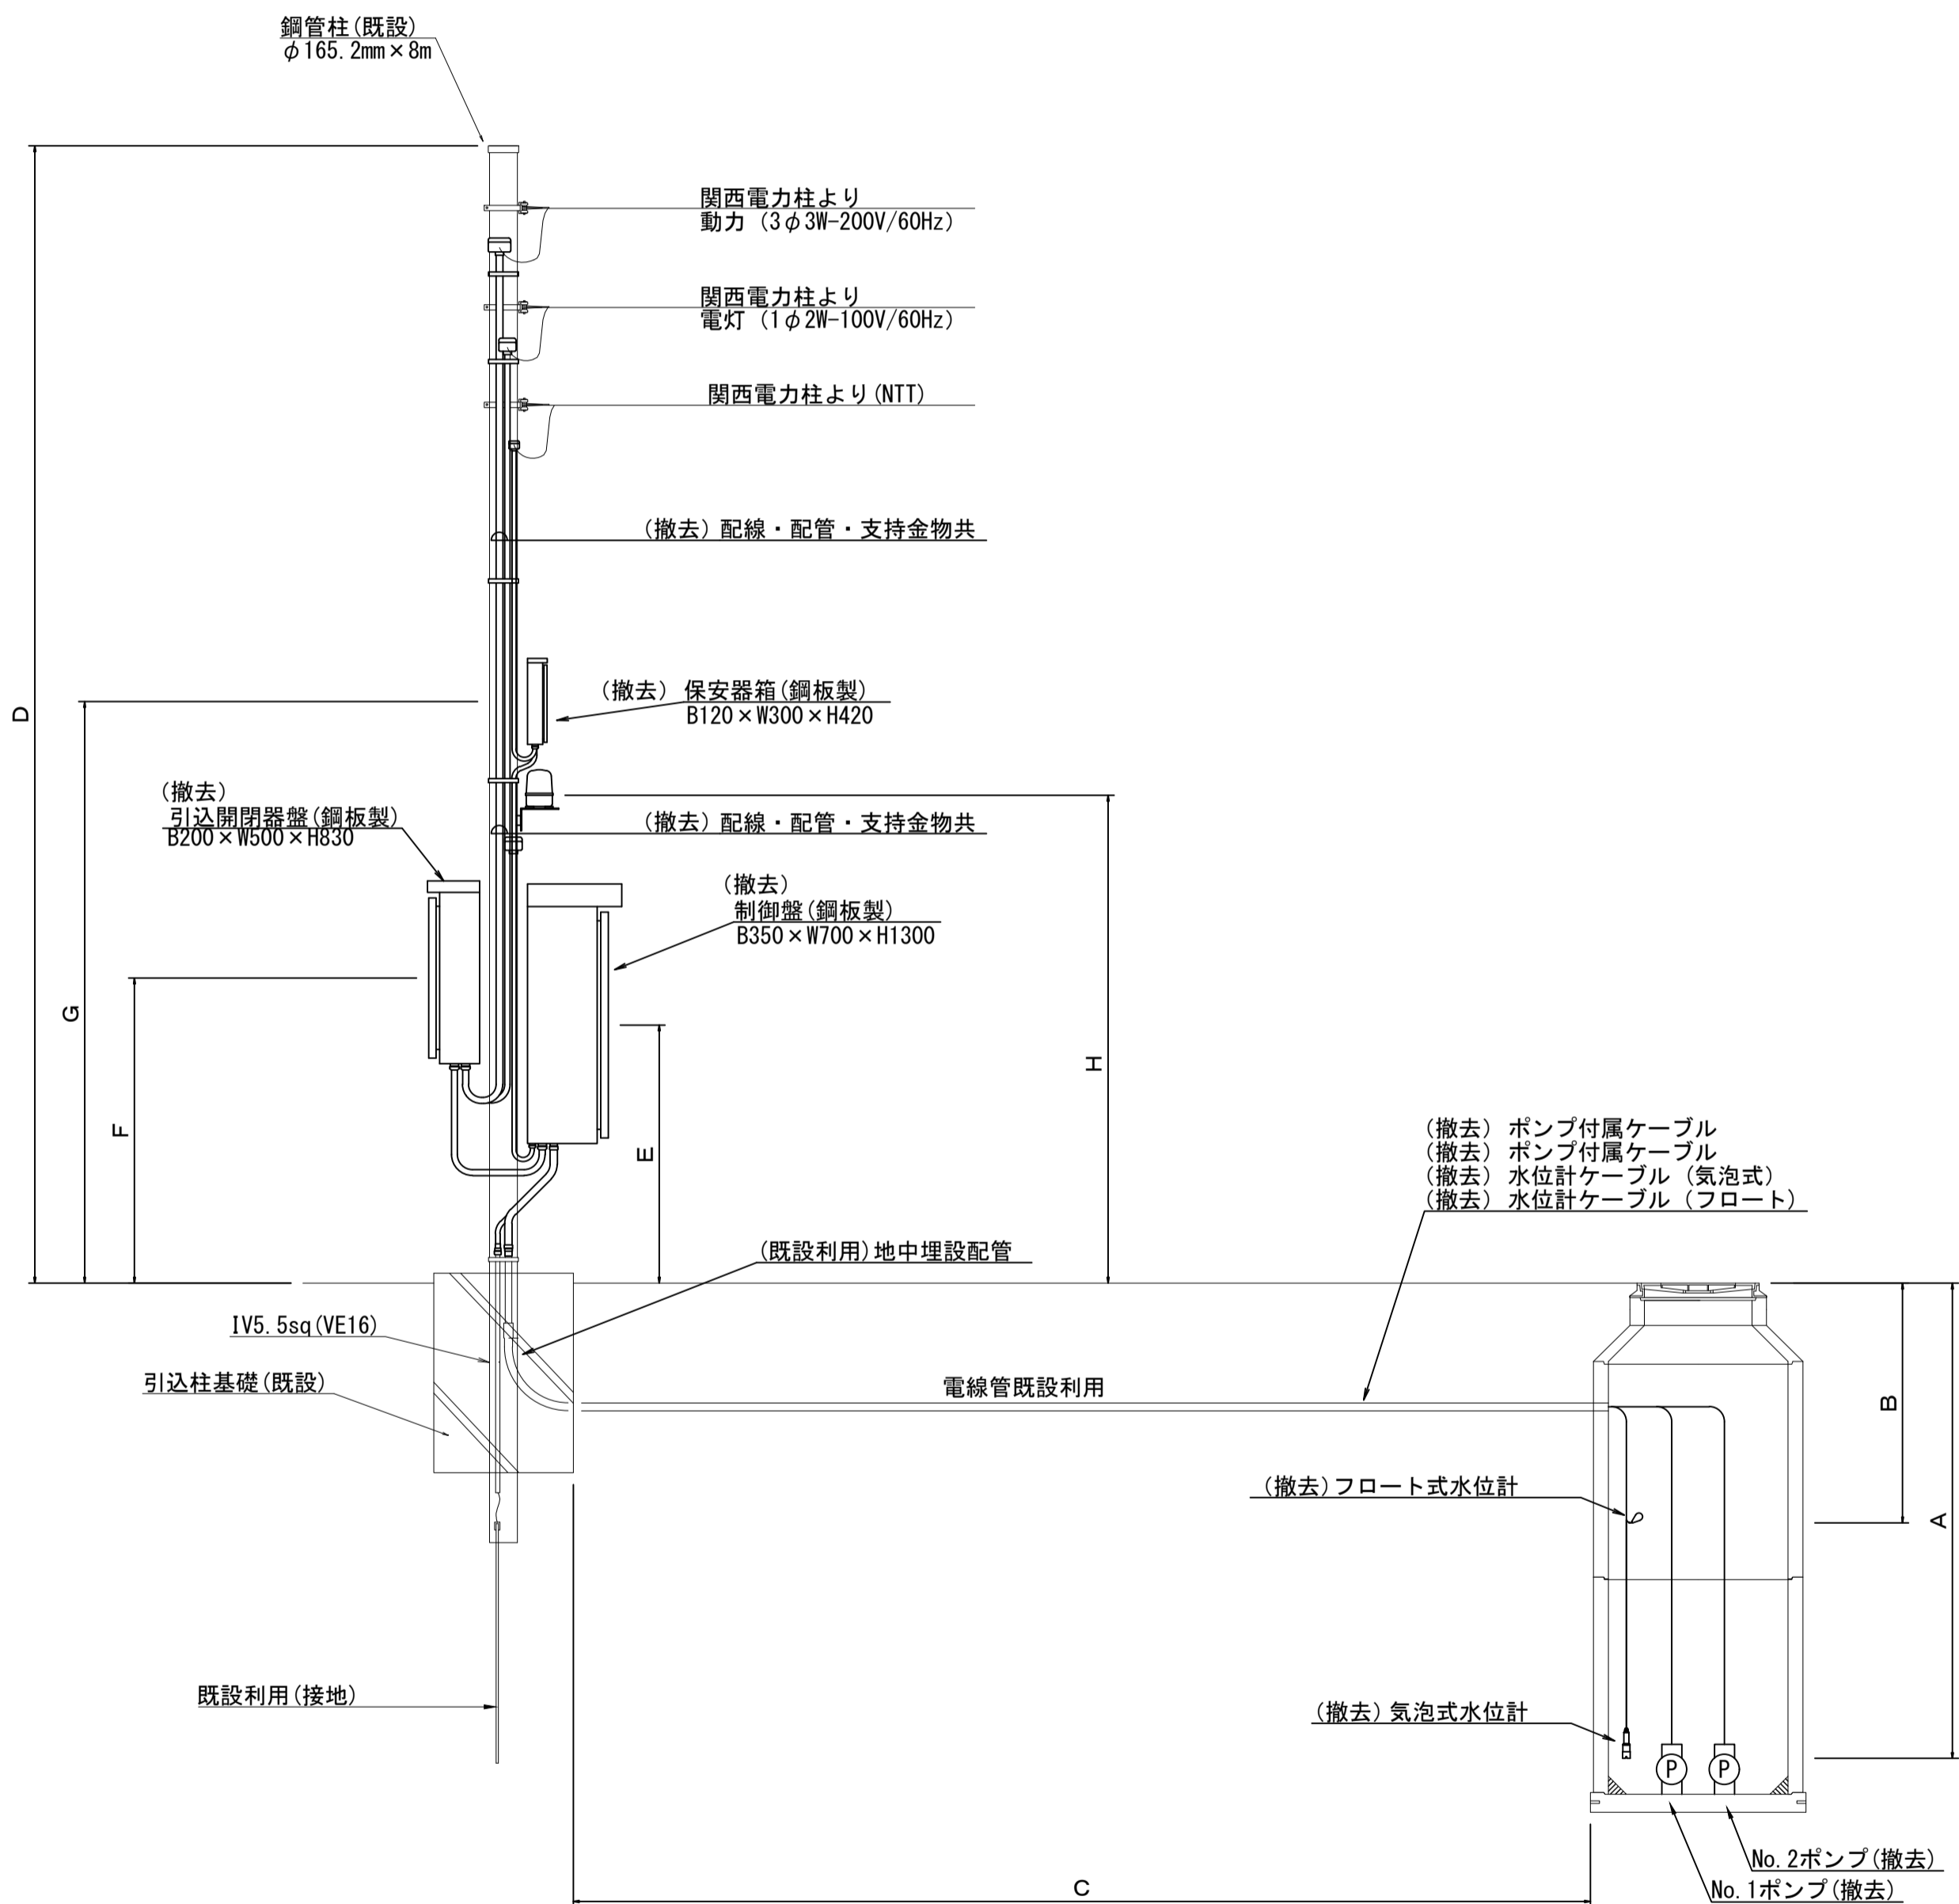 鋼管柱(既設)
φ165.2mm×8m
関西電力柱より
動力 (3φ3W-200V/60Hz)
関西電力柱より
電灯 (1φ2W-100V/60Hz)
関西電力柱より(NTT)
(撤去)配線・配管・支持金物共
(撤去) 保安器箱(鋼板製)
B120×W300×H420
D
G
(撤去)
引込開閉器盤(鋼板製)
B200×W500×H830
(撤去)配線・配管・支持金物共
(撤去)
制御盤(鋼板製)
B350×W700×H1300
F
E
H
(撤去) ポンプ付属ケーブル
(撤去) ポンプ付属ケーブル
(撤去) 水位計ケーブル (気泡式)
(撤去) 水位計ケーブル (フロート)
(既設利用)地中埋設配管
IV5.5sq(VE16)
引込柱基礎(既設)
電線管既設利用
B
A
(撤去)フロート式水位計
既設利用(接地)
(撤去)気泡式水位計
P
P
No.2ポンプ(撤去)
No.1ポンプ(撤去)
C